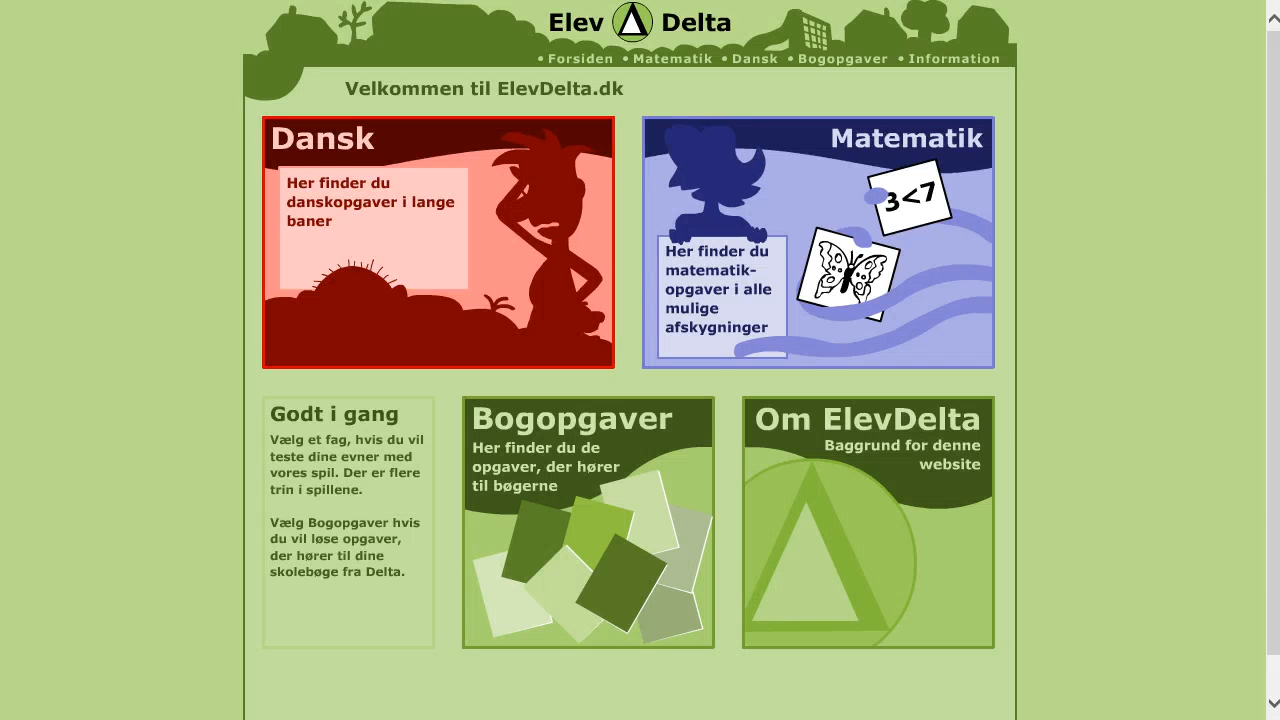 Elev Delta
• Forsiden • Matematik • Dansk • Bogopgaver • Information
Velkommen til ElevDelta.dk
Dansk
Her finder du
danskopgaver i lange
baner
Matematik
3<7
Her finder du
matematik-
opgaver i alle
mulige
afskygninger
Godt i gang
Vælg et fag, hvis du vil
teste dine evner med
vores spil. Der er flere
trin i spillene.
Vælg Bogopgaver hvis
du vil løse opgaver,
der hører til dine
skolebøge fra Delta.
Bogopgaver
Her finder du de
opgaver, der hører
til bøgerne
Om ElevDelta
Baggrund for denne
website